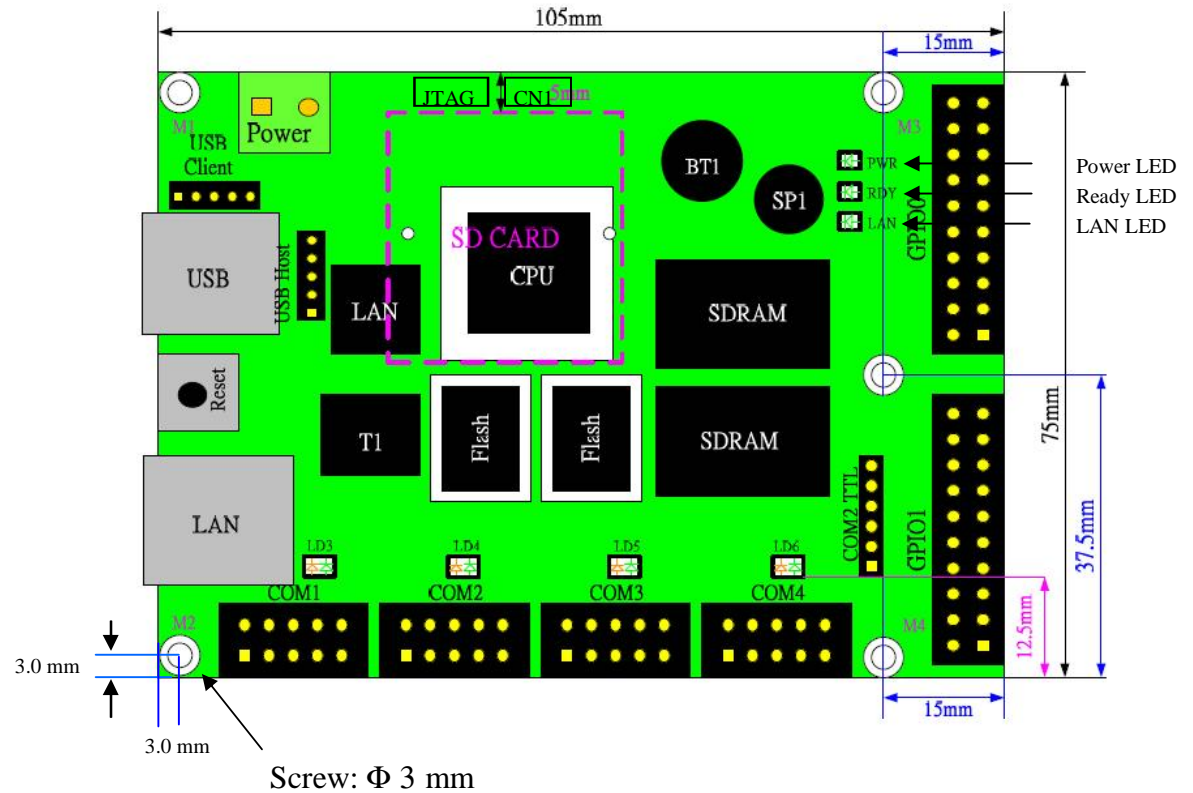 105mm
15mm
JTAG
CN1
5mm
M1
Power
M3
USB
Client
BT1
PWR
Power LED
SP1
RDY
Ready LED
LAN
LAN LED
GPIO0
SD CARD
USB
USB Host
CPU
LAN
SDRAM
Reset
75mm
T1
Flash
Flash
SDRAM
COM2 TTL
GPIO1
37.5mm
LAN
LD3
LD4
LD5
LD6
COM1
COM2
COM3
COM4
12.5mm
M2
M4
3.0 mm
15mm
3.0 mm
Screw: Φ 3 mm